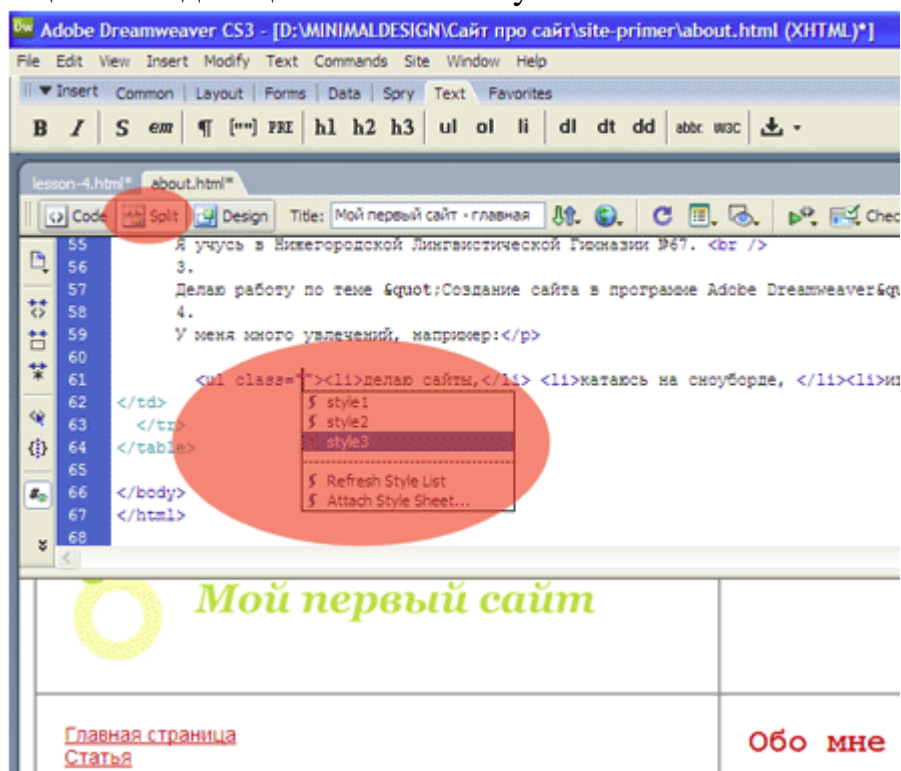 Adobe Dreamweaver CS3 - [D:\MINIMALDESIGN\Сайт про сайт\site-primer\about.html (XHTML)*]
File Edit View Insert Modify Text Commands Site Window Help
Insert Common Layout Forms Data Spry Text Favorites
B I S em ¶ [""] PRE h1 h2 h3 ul ol li dl dt dd abbr. W3C
lesson-4.html* about.html*
Code Split Design Title: Мой первый сайт - главная Chec
55 Я учусь в Нижегородской Лингвистической Гимназии №67. <br />
56 3.
57 Делаю работу по теме &quot;Создание сайта в программе Adobe Dreamweaver&qu
58 4.
59 У меня много увлечений, например:</p>
60
61 <ul class=""><li>делаю сайты,</li> <li>катаюсь на сноуборде, </li><li>иг
62 </td>
style1
style2
63 </tr>
64 </table>
style3
65
Refresh Style List
66 </body>
Attach Style Sheet...
67 </html>
68
Мой первый сайт
Главная страница
Обо мне
Статья